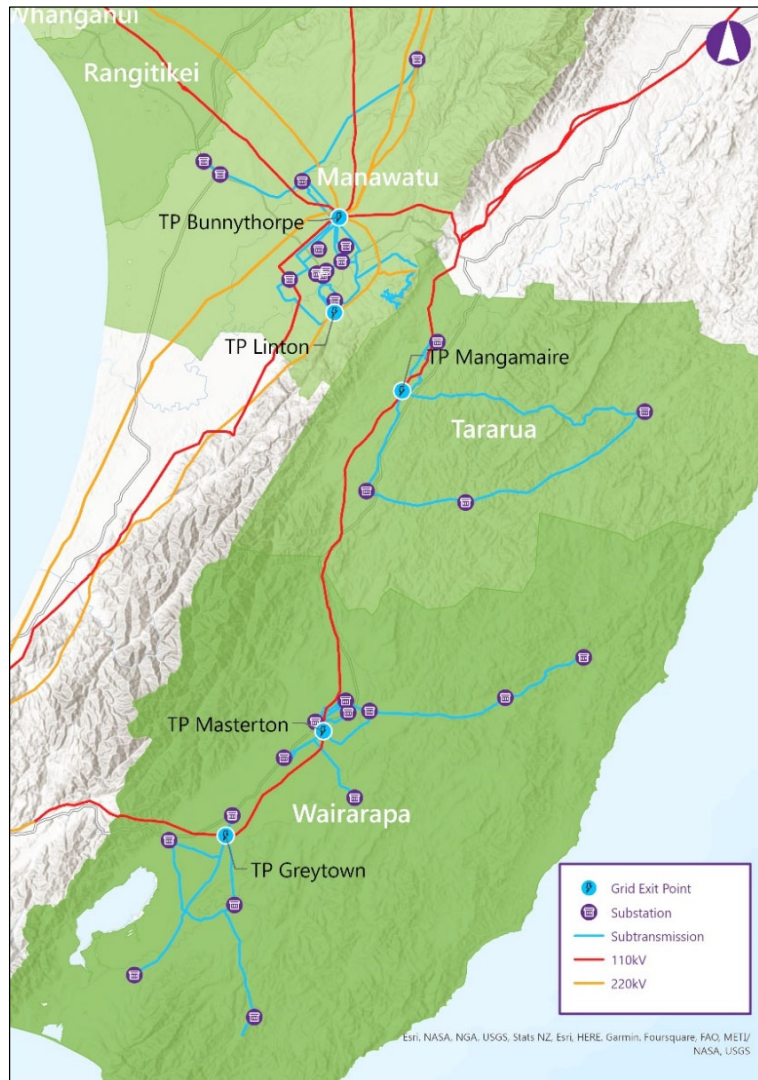 Whanganui
Rangitikei
Manawatu
TP Bunnythorpe
TP Linton
TP Mangamaire
Tararua
TP Masterton
Wairarapa
TP Greytown
Grid Exit Point
Substation
Subtransmission
110kV
220kV
Esri, NASA, NGA, USGS, Stats NZ, Esri, HERE, Garmin, Foursquare, FAO, METI/
NASA, USGS